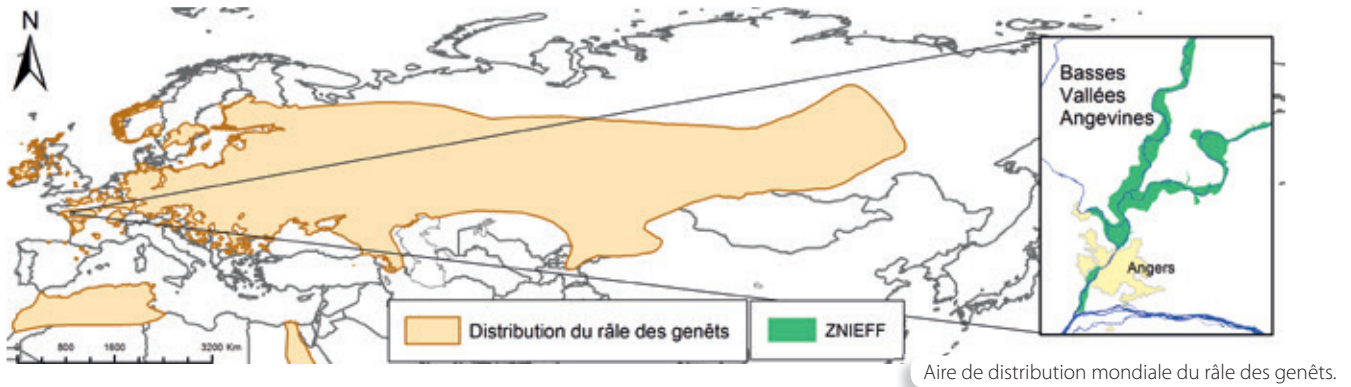 N
Basses
Vallées
Angevines
Angers
Distribution du râle des genêts
ZNIEFF
0 800 1600 3200 Km
Aire de distribution mondiale du râle des genêts.